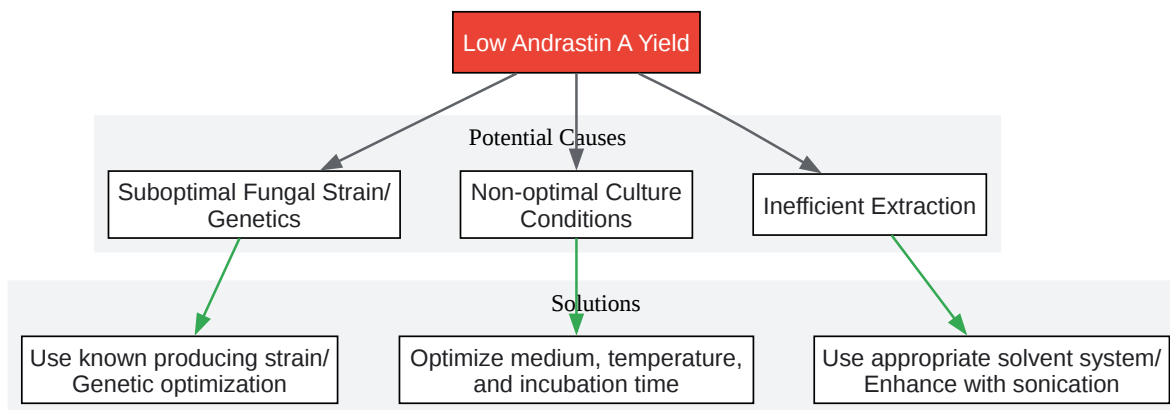 Low Andrastin A Yield
Potential Causes
Suboptimal Fungal Strain/
Genetics
Non-optimal Culture
Conditions
Inefficient Extraction
Solutions
Use known producing strain/
Genetic optimization
Optimize medium, temperature,
and incubation time
Use appropriate solvent system/
Enhance with sonication